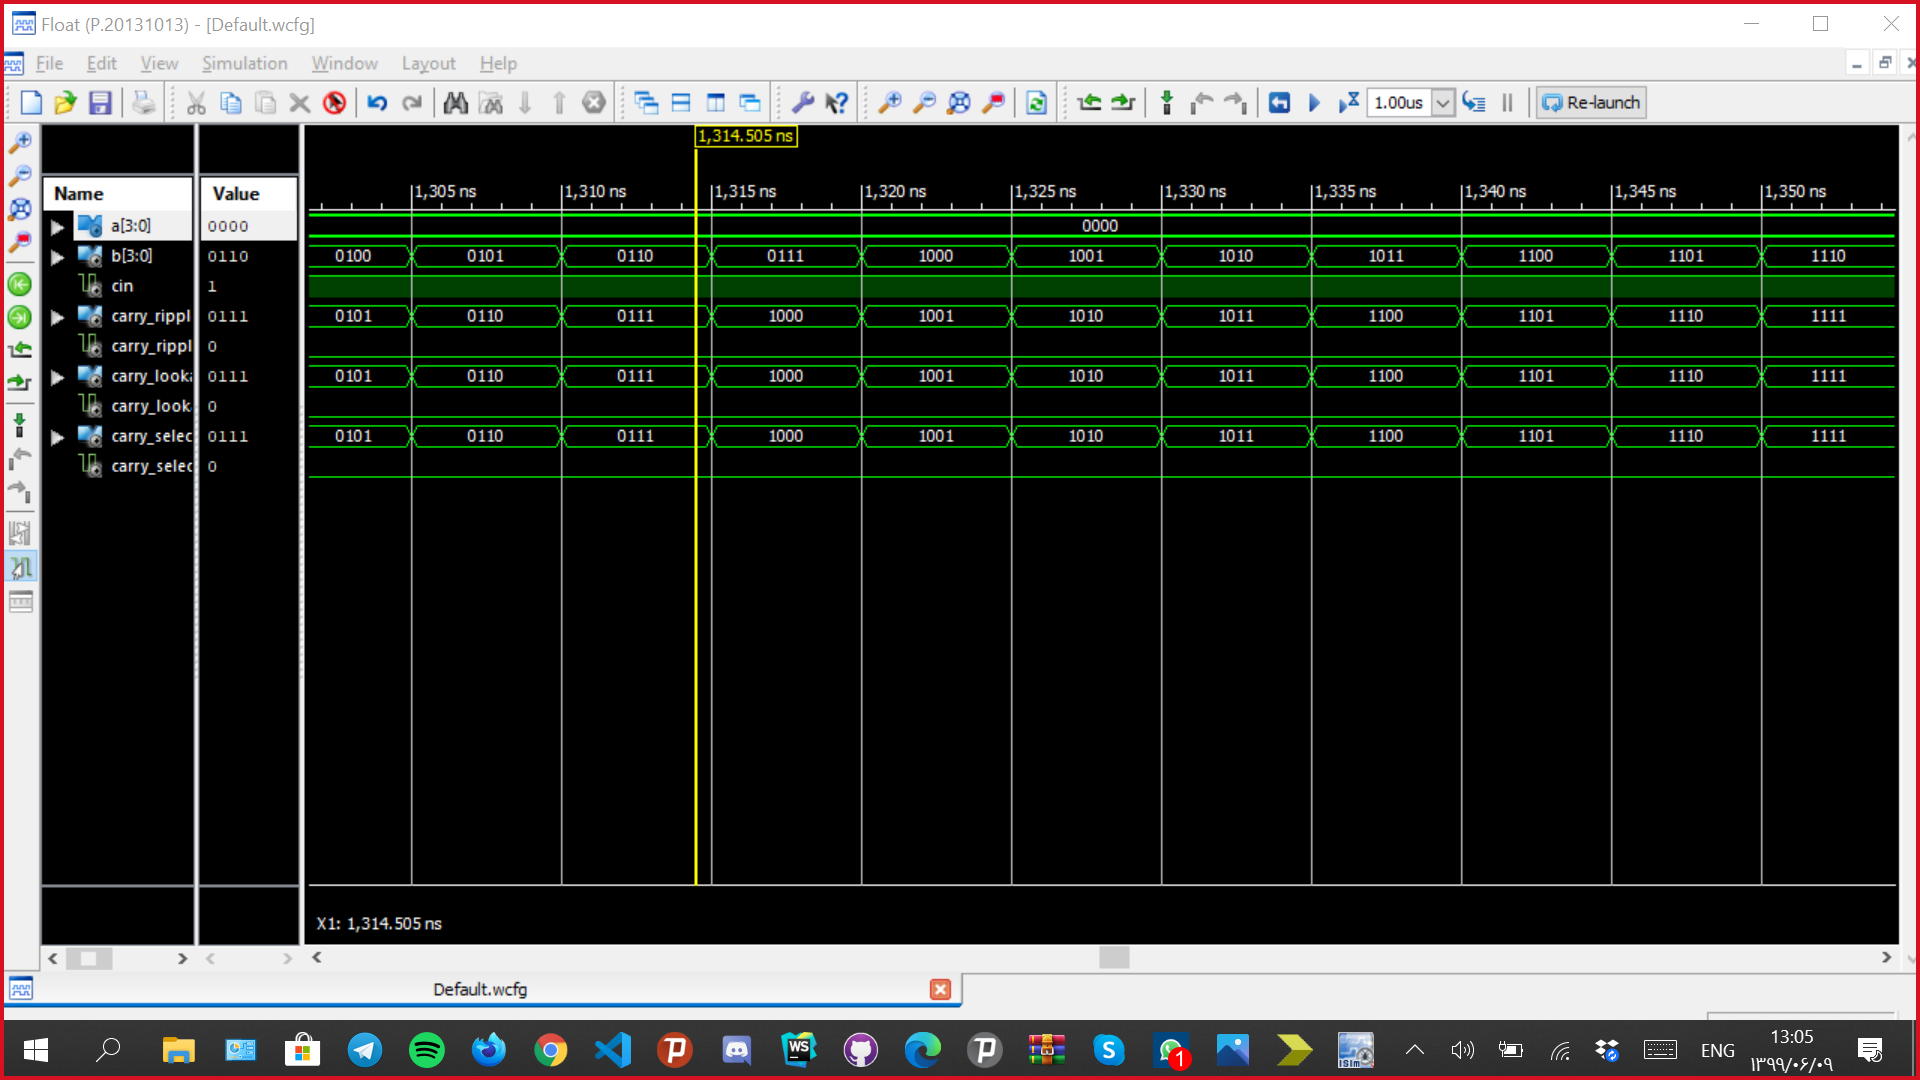 Float (P.20131013) - [Default.wcfg]
File Edit View Simulation Window Layout Help
1.00us Re-launch
1,314.505 ns
Name Value
1,305 ns 1,310 ns 1,315 ns 1,320 ns 1,325 ns 1,330 ns 1,335 ns 1,340 ns 1,345 ns 1,350 ns
a[3:0] 0000 0000
b[3:0] 0110 0100 0101 0110 0111 1000 1001 1010 1011 1100 1101 1110
cin 1
carry_rippl 0111 0101 0110 0111 1000 1001 1010 1011 1100 1101 1110 1111
carry_rippl 0
carry_look 0111 0101 0110 0111 1000 1001 1010 1011 1100 1101 1110 1111
carry_look 0
carry_selec 0111 0101 0110 0111 1000 1001 1010 1011 1100 1101 1110 1111
carry_selec 0
X1: 1,314.505 ns
Default.wcfg
WS
1
ISim
ENG
13:05
۱۳۹۹/۰۶/۰۹